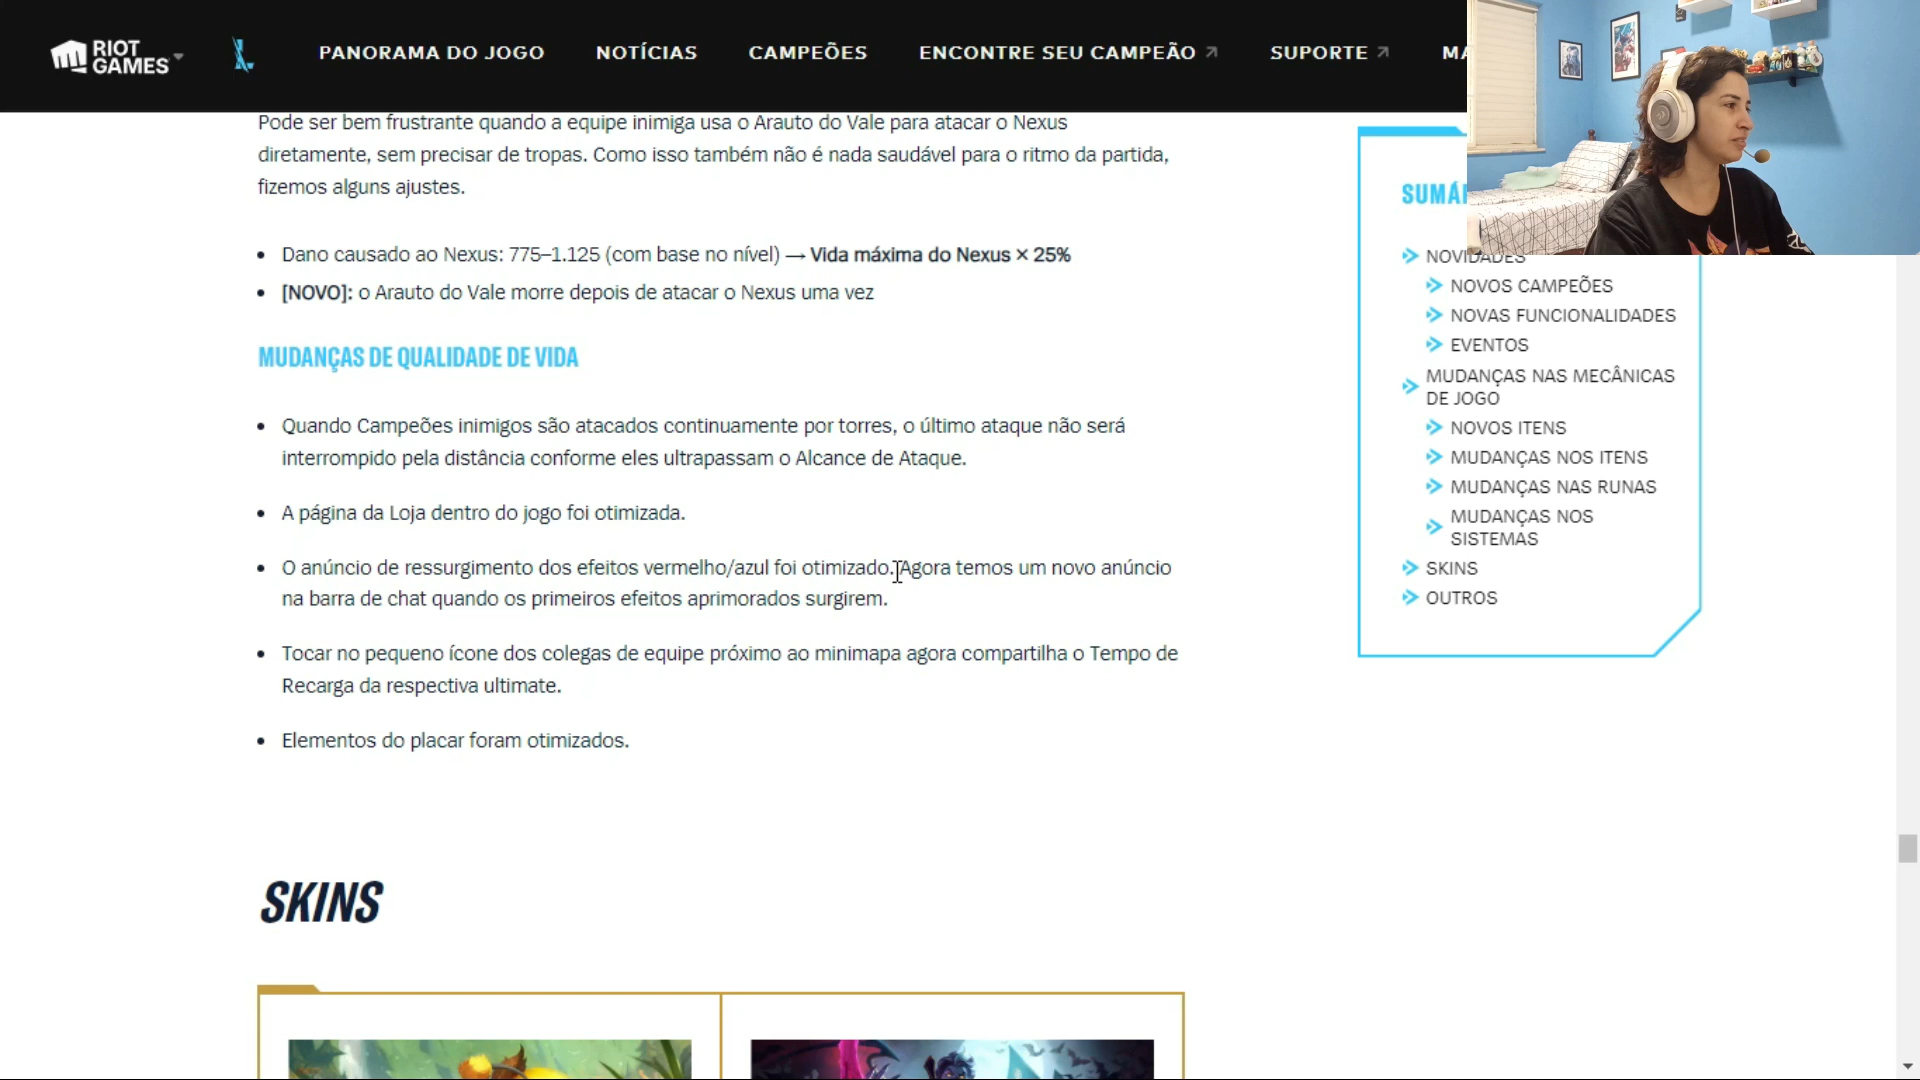 RIOT
GAMES
PANORAMA DO JOGO
NOTÍCIAS
CAMPEÕES
ENCONTRE SEU CAMPEÃO
SUPORTE
MA
Pode ser bem frustrante quando a equipe inimiga usa o Arauto do Vale para atacar o Nexus
diretamente, sem precisar de tropas. Como isso também não é nada saudável para o ritmo da partida,
fizemos alguns ajustes.
• Dano causado ao Nexus: 775–1.125 (com base no nível) → Vida máxima do Nexus × 25%
• [NOVO]: o Arauto do Vale morre depois de atacar o Nexus uma vez
MUDANÇAS DE QUALIDADE DE VIDA
• Quando Campeões inimigos são atacados continuamente por torres, o último ataque não será
interrompido pela distância conforme eles ultrapassam o Alcance de Ataque.
• A página da Loja dentro do jogo foi otimizada.
• O anúncio de ressurgimento dos efeitos vermelho/azul foi otimizado. Agora temos um novo anúncio
na barra de chat quando os primeiros efeitos aprimorados surgirem.
• Tocar no pequeno ícone dos colegas de equipe próximo ao minimapa agora compartilha o Tempo de
Recarga da respectiva ultimate.
• Elementos do placar foram otimizados.
SKINS
SUMÁ
NOVIDADES
NOVOS CAMPEÕES
NOVAS FUNCIONALIDADES
EVENTOS
MUDANÇAS NAS MECÂNICAS
DE JOGO
NOVOS ITENS
MUDANÇAS NOS ITENS
MUDANÇAS NAS RUNAS
MUDANÇAS NOS
SISTEMAS
SKINS
OUTROS